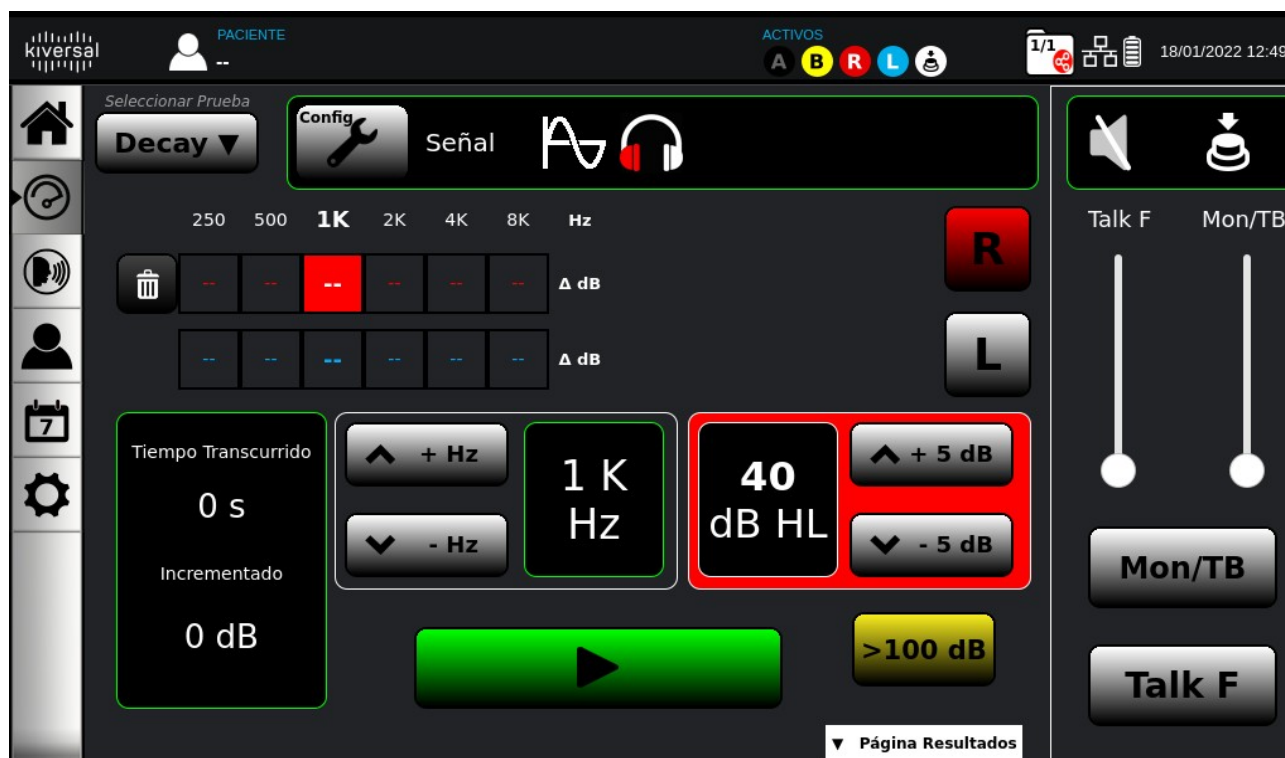 kiversal
PACIENTE
--
ACTIVOS
A B R L
1/1
18/01/2022 12:49
Seleccionar Prueba
Decay ▼
Config
Señal
Talk F Mon/TB
250 500 1K 2K 4K 8K Hz
-- -- -- -- -- -- Δ dB
R
-- -- -- -- -- -- Δ dB
L
7
Tiempo Transcurrido
0 s
Incrementado
0 dB
+ Hz
- Hz
1 K
Hz
40
dB HL
+ 5 dB
- 5 dB
>100 dB
Mon/TB
Talk F
▼ Página Resultados